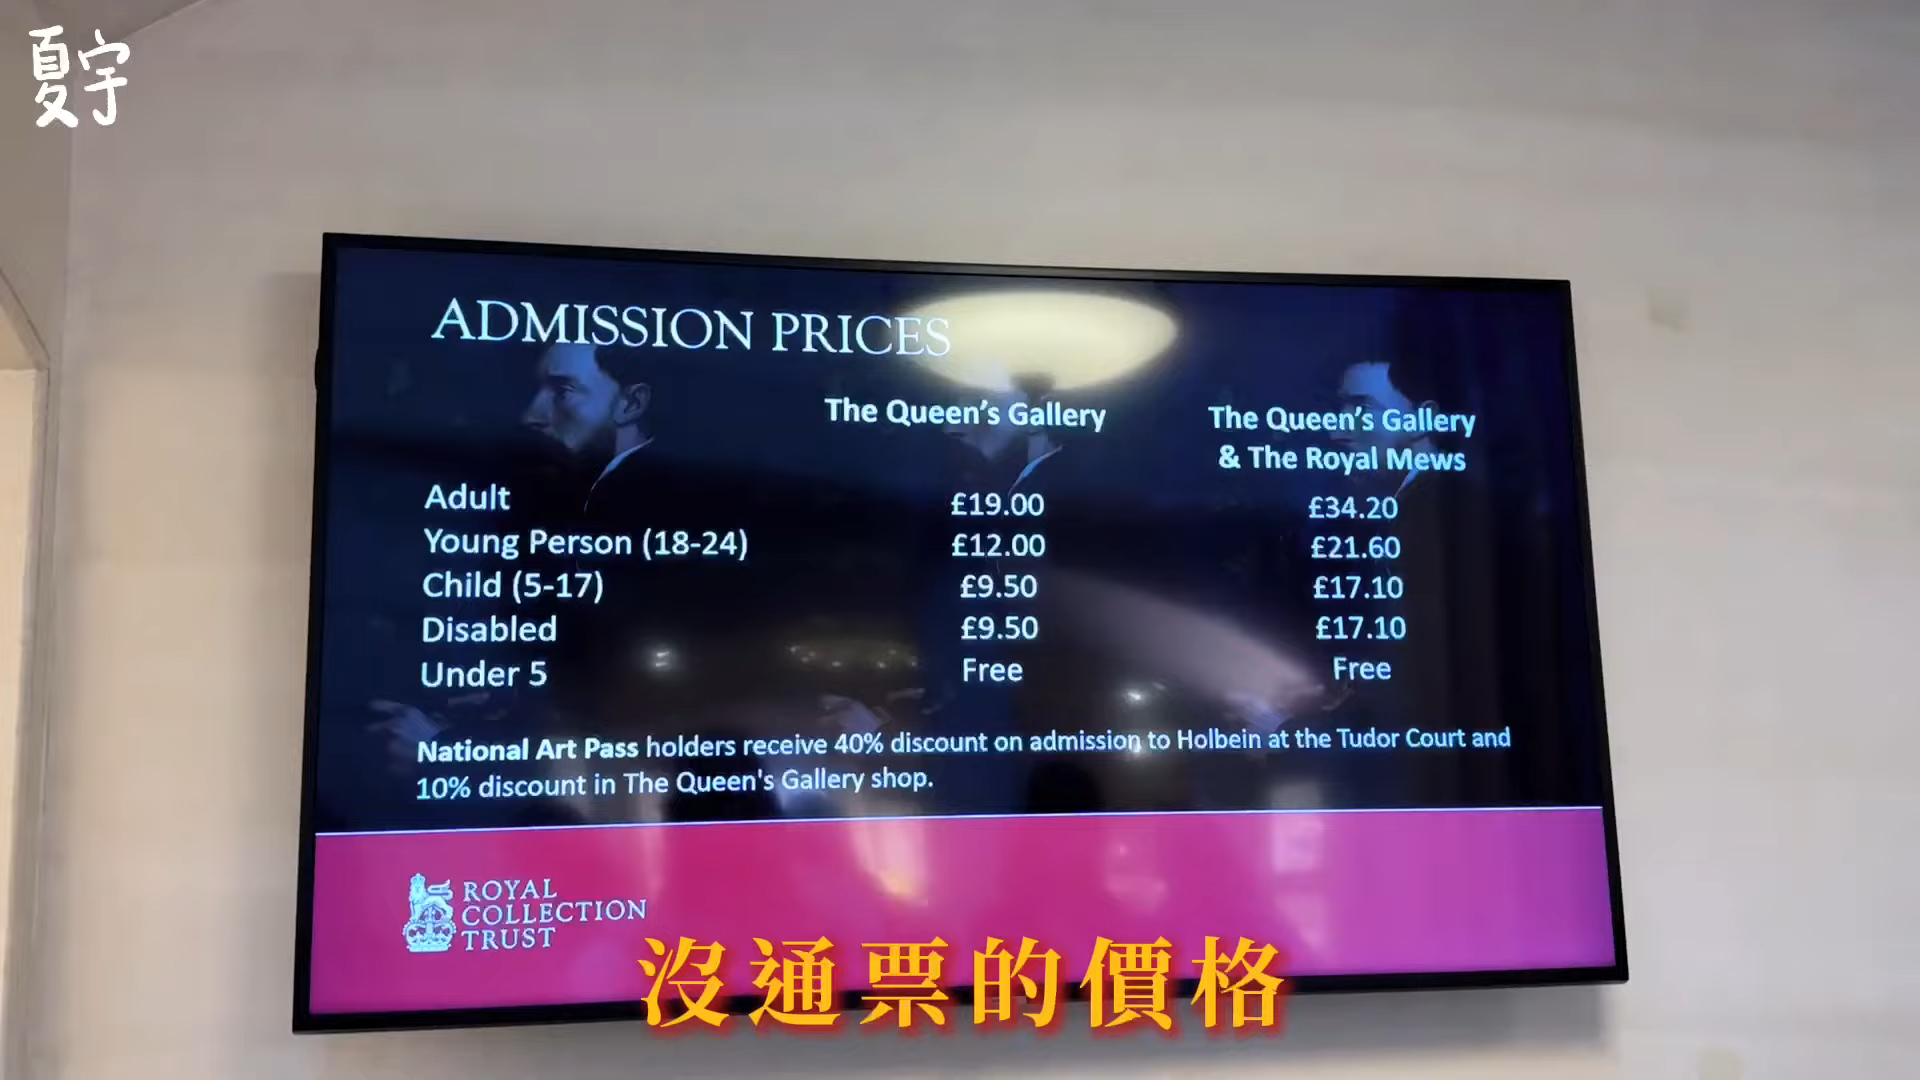 夏宇
ADMISSION PRICES
The Queen's Gallery
The Queen's Gallery
& The Royal Mews
Adult £19.00 £34.20
Young Person (18-24) £12.00 £21.60
Child (5-17) £9.50 £17.10
Disabled £9.50 £17.10
Under 5 Free Free
National Art Pass holders receive 40% discount on admission to Holbein at the Tudor Court and
10% discount in The Queen's Gallery shop.
ROYAL
COLLECTION
TRUST
沒通票的價格